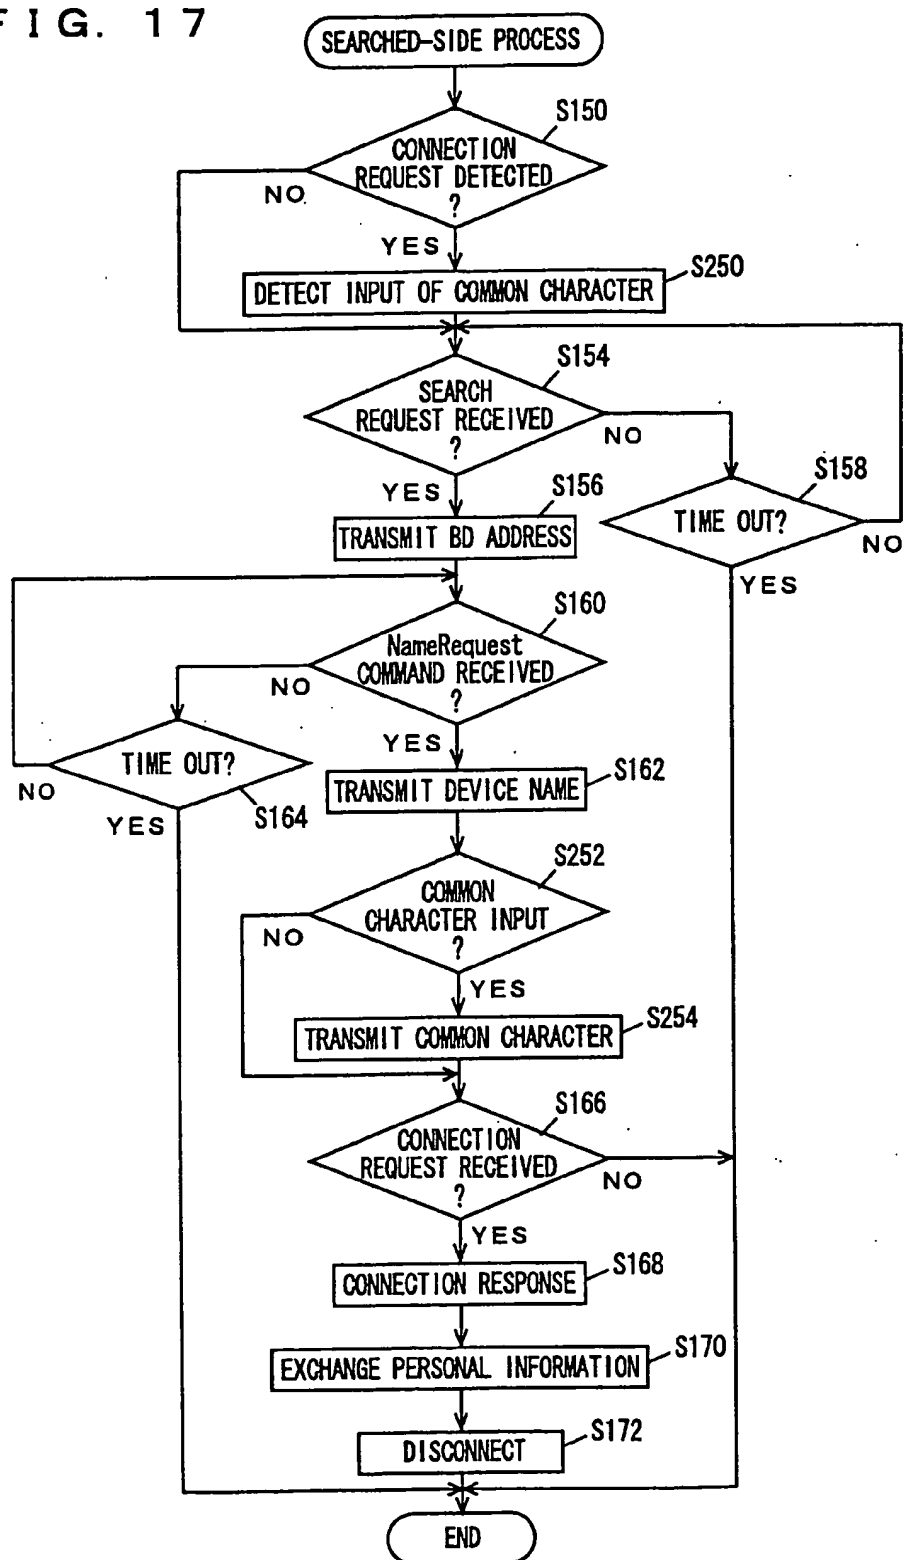 FIG. 17
SEARCHED-SIDE PROCESS
S150
CONNECTION
REQUEST DETECTED
?
NO
YES
S250
DETECT INPUT OF COMMON CHARACTER
S154
SEARCH
REQUEST RECEIVED
?
NO
YES
S158
TIME OUT?
NO
YES
S156
TRANSMIT BD ADDRESS
S160
NameRequest
COMMAND RECEIVED
?
NO
YES
TIME OUT?
NO
S164
YES
S162
TRANSMIT DEVICE NAME
S252
COMMON
CHARACTER INPUT
?
NO
YES
S254
TRANSMIT COMMON CHARACTER
S166
CONNECTION
REQUEST RECEIVED
?
NO
YES
S168
CONNECTION RESPONSE
S170
EXCHANGE PERSONAL INFORMATION
S172
DISCONNECT
END